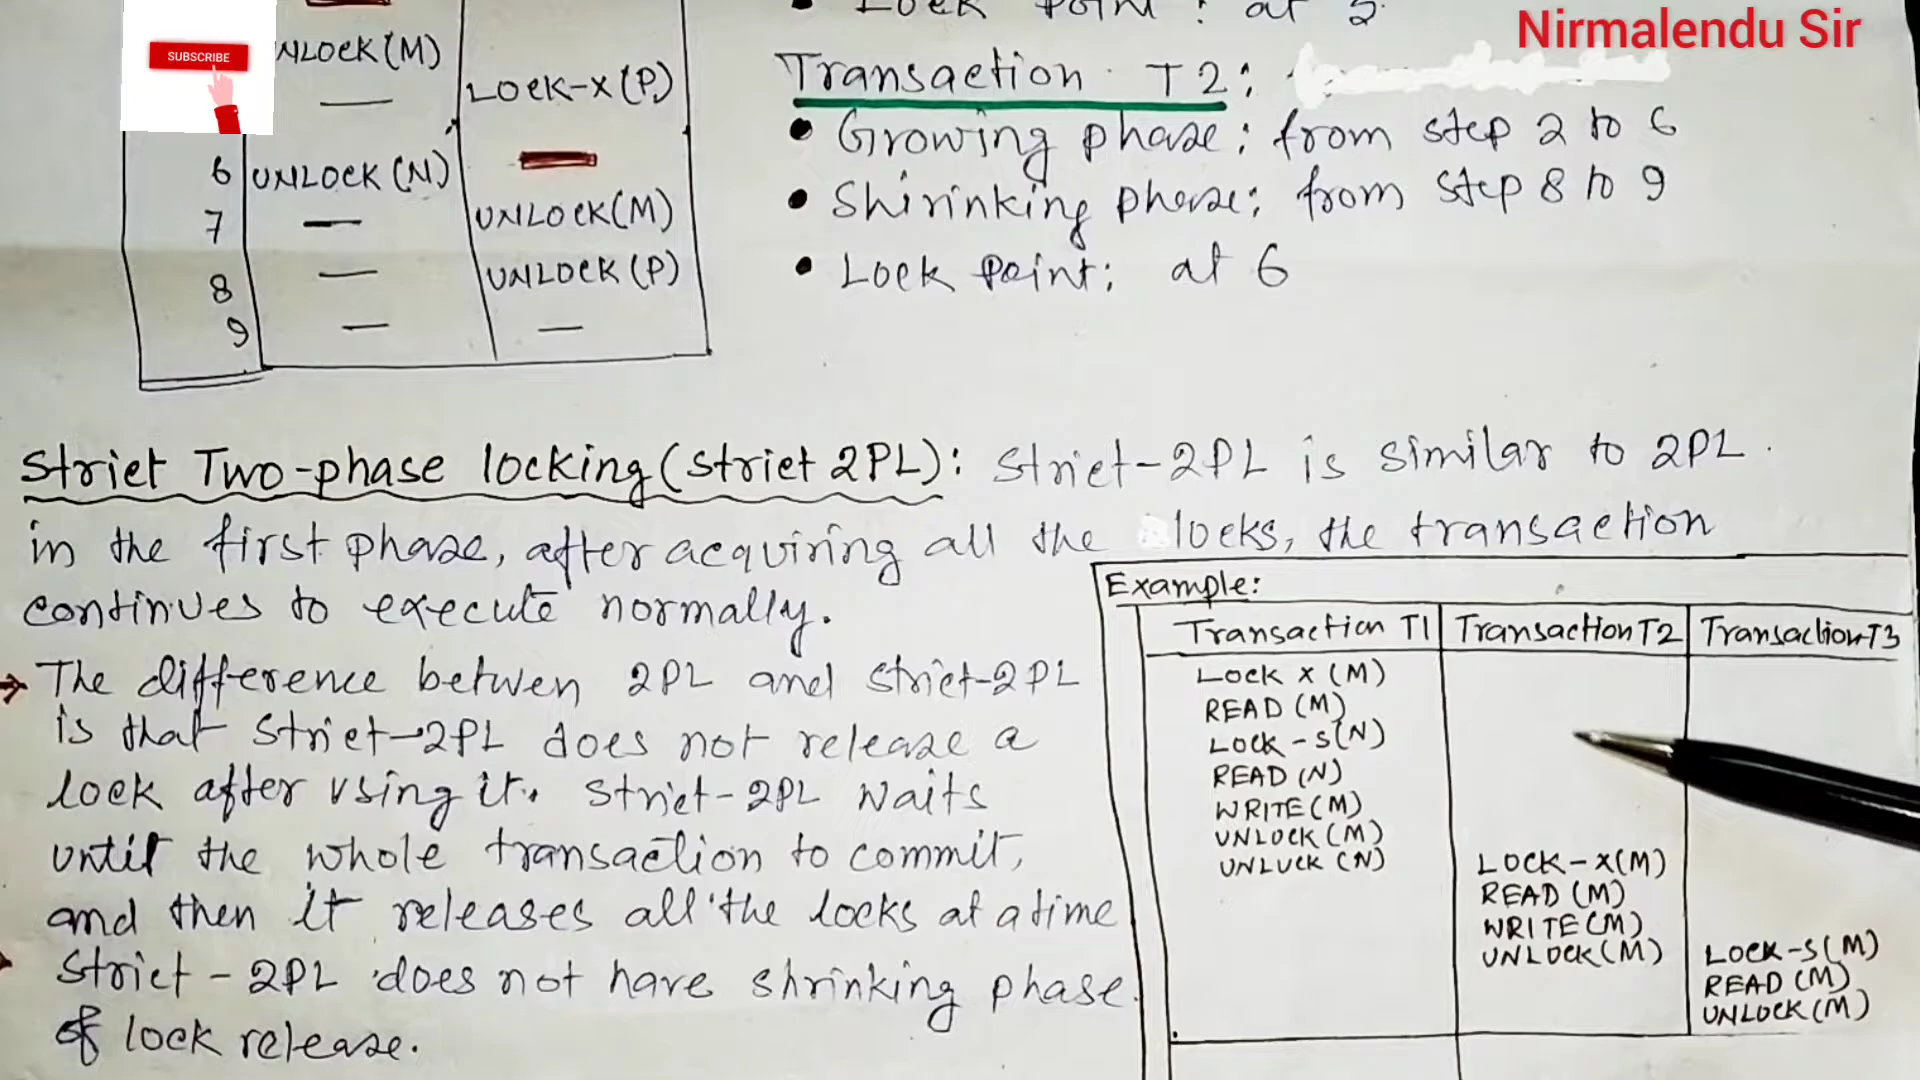 • Lock Point : at 5
Nirmalendu Sir
SUBSCRIBE
NLOCK(M)
— LOCK-X(P)
Transaction T2:
• Growing phase: from step 2 to 6
6 UNLOCK(N) —
• Shirinking phase: from step 8 to 9
7 — UNLOCK(M)
8 — UNLOCK(P)
• Lock Point: at 6
9 — —
Strict Two-phase locking (strict 2PL): Strict-2PL is similar to 2PL
in the first phase, after acquiring all the locks, the transaction
continues to execute normally.
→ The difference betwen 2PL and Strict-2PL
is that Strict-2PL does not release a
lock after using it. Strict-2PL waits
until the whole transaction to commit,
and then it releases all the locks at a time
Strict-2PL does not have shrinking phase
of lock release.
Example:
Transaction T1 Transaction T2 Transaction T3
LOCK X (M)
READ (M)
LOCK-S(N)
READ (N)
WRITE (M)
UNLOCK (M)
UNLOCK (N) LOCK-X(M)
READ (M)
WRITE (M)
UNLOCK (M) LOCK-S(M)
READ (M)
UNLOCK (M)